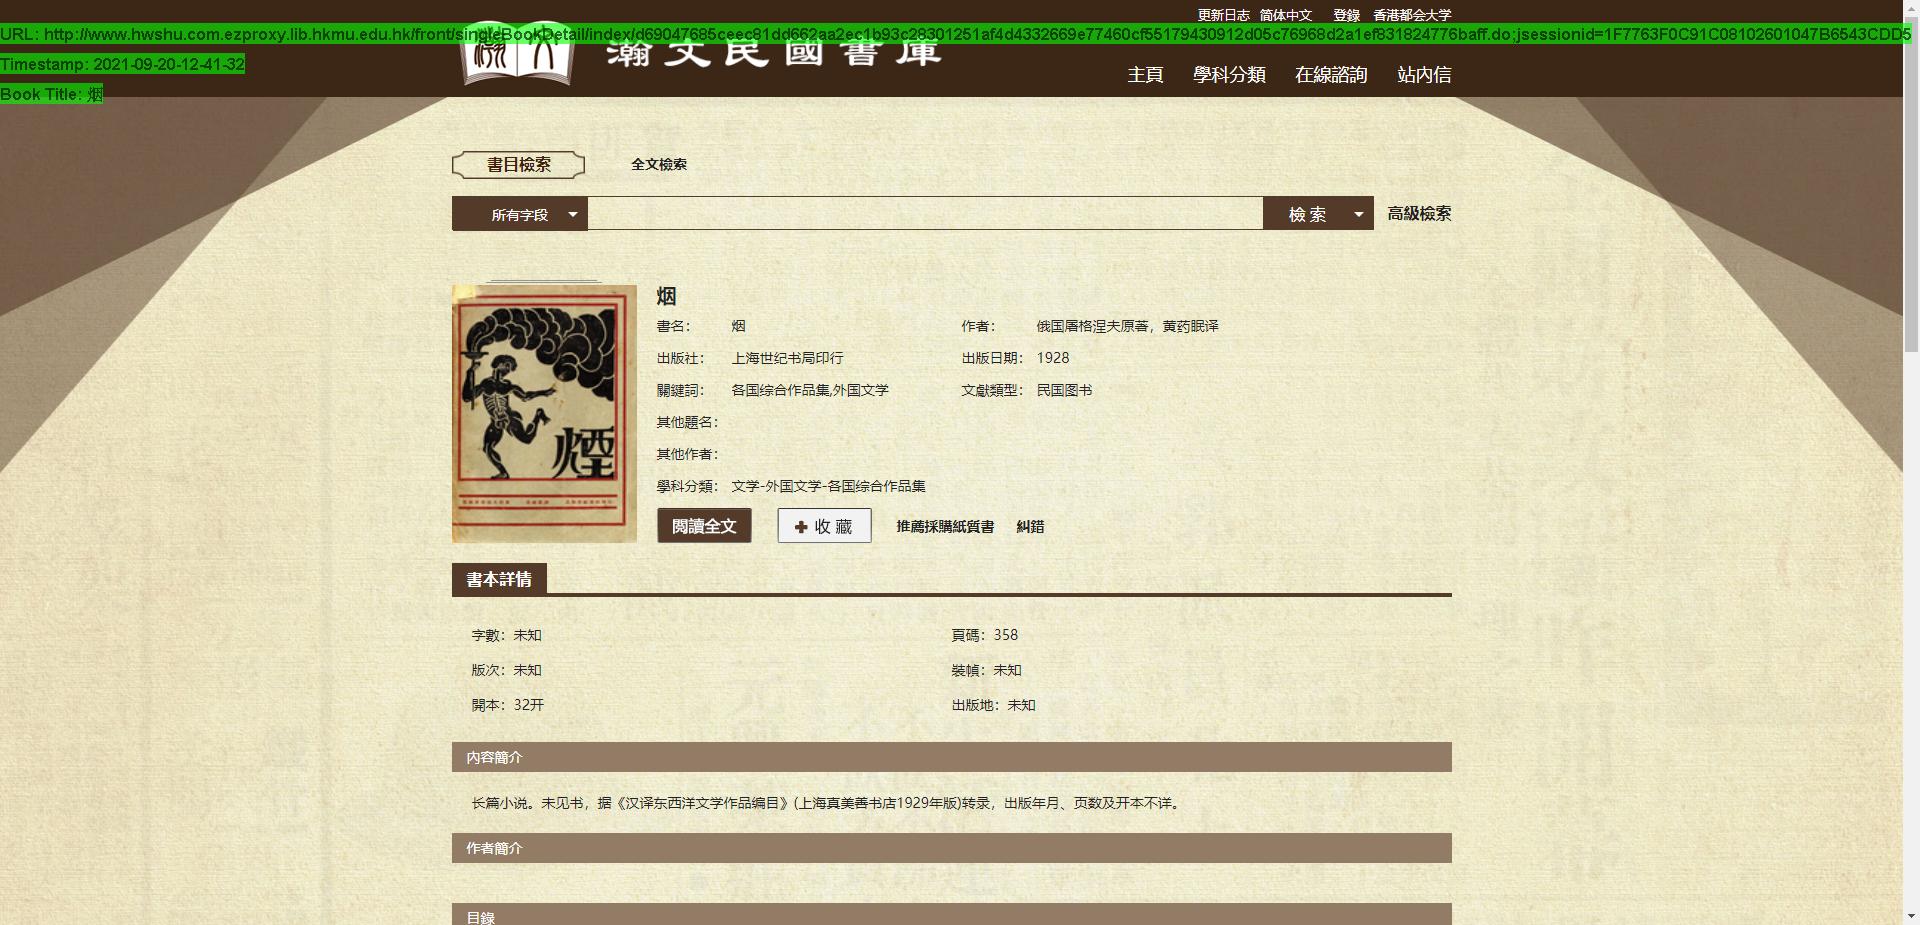 更新日志 简体中文 登錄 香港都会大学
URL: http://www.hwshu.com.ezproxy.lib.hkmu.edu.hk/front/singleBookDetail/index/d69047685ceec81dd662aa2ec1b93c28301251af4d4332669e77460cf55179430912d05c76968d2a1ef831824776baff.do;jsessionid=1F7763F0C91C08102601047B6543CDD5
瀚文民國書庫
Timestamp: 2021-09-20-12-41-32
主頁 學科分類 在線諮詢 站內信
Book Title: 烟
書目檢索 全文檢索
所有字段 檢 索 高級檢索
烟
書名： 烟 作者： 俄国屠格涅夫原著，黄药眠译
出版社： 上海世纪书局印行 出版日期： 1928
關鍵詞： 各国综合作品集,外国文学 文獻類型： 民国图书
其他題名：
其他作者：
煙
學科分類： 文学-外国文学-各国综合作品集
閱讀全文 收 藏 推薦採購紙質書 糾錯
書本詳情
字數：未知 頁碼：358
版次：未知 裝幀：未知
開本：32开 出版地：未知
内容簡介
长篇小说。未见书，据《汉译东西洋文学作品编目》(上海真美善书店1929年版)转录，出版年月、页数及开本不详。
作者簡介
目錄